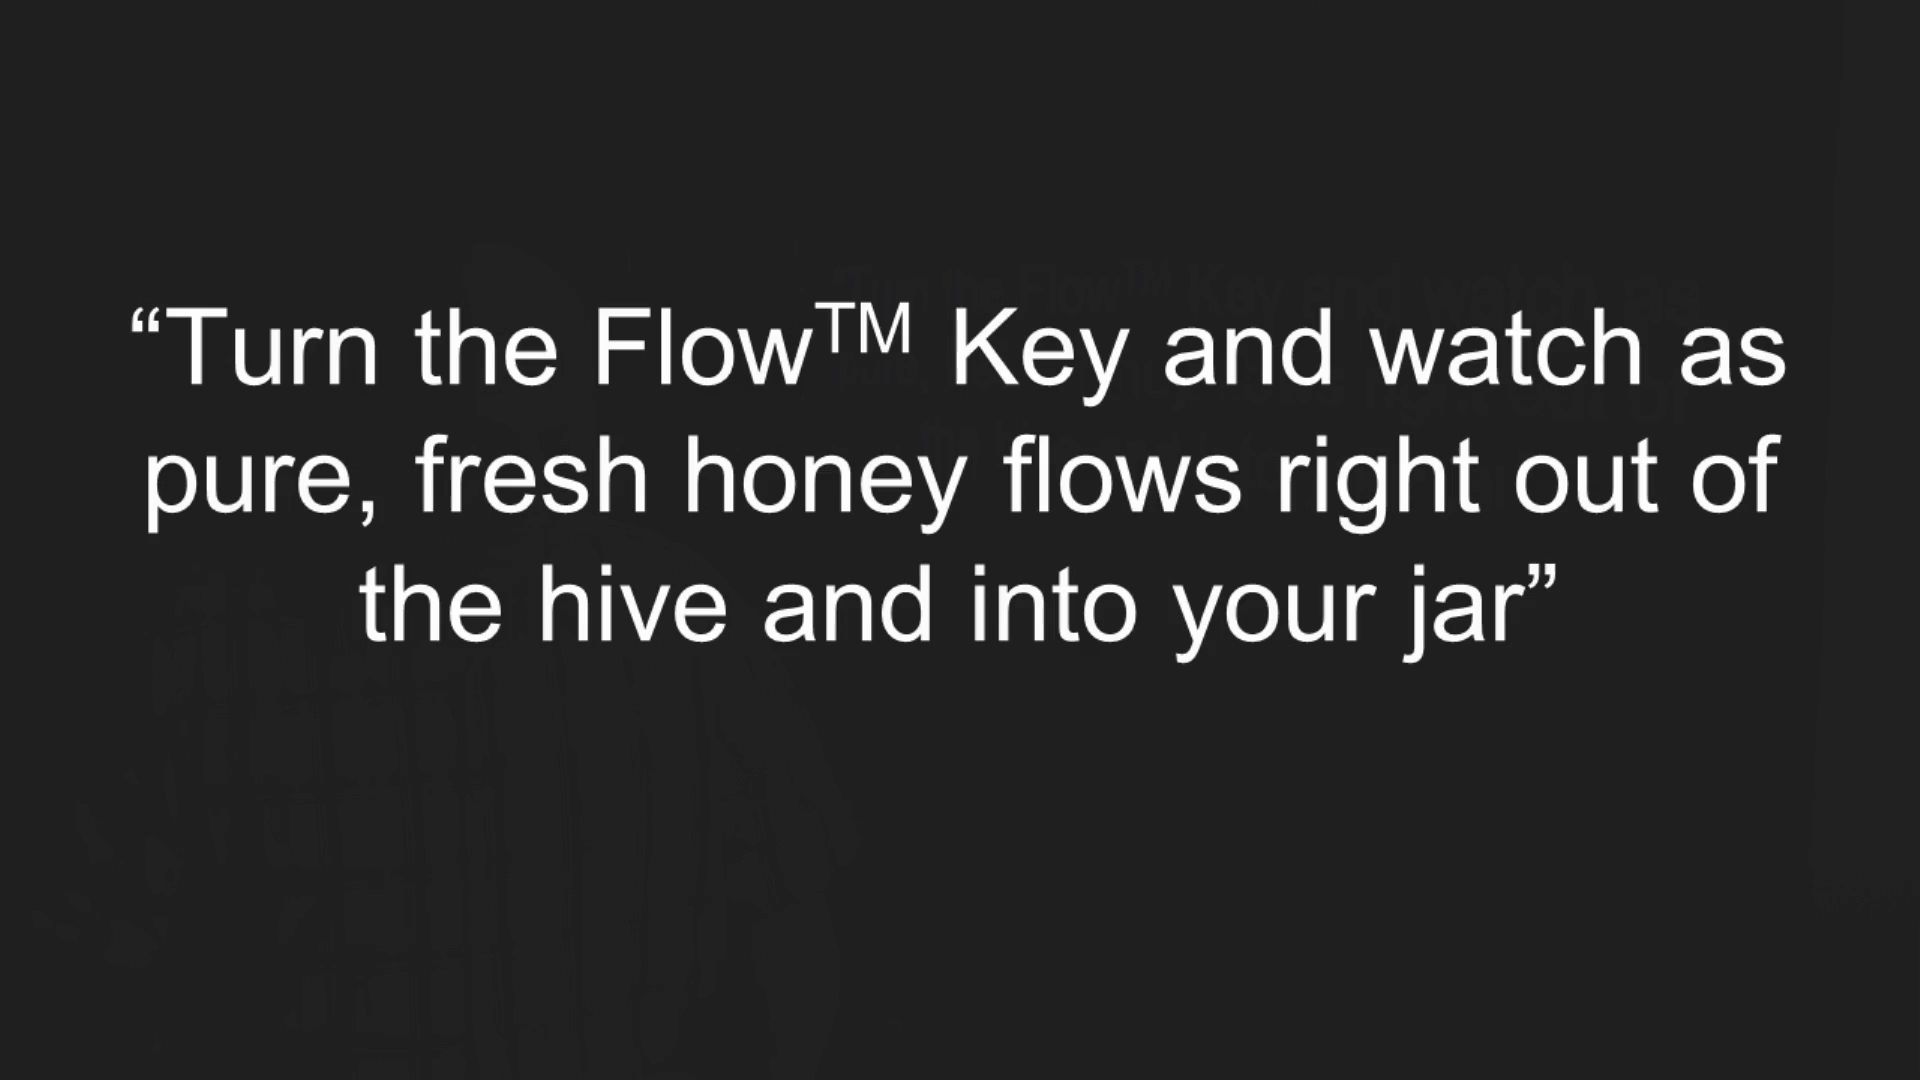 “Turn the Flow™ Key and watch as
pure, fresh honey flows right out of
the hive and into your jar”